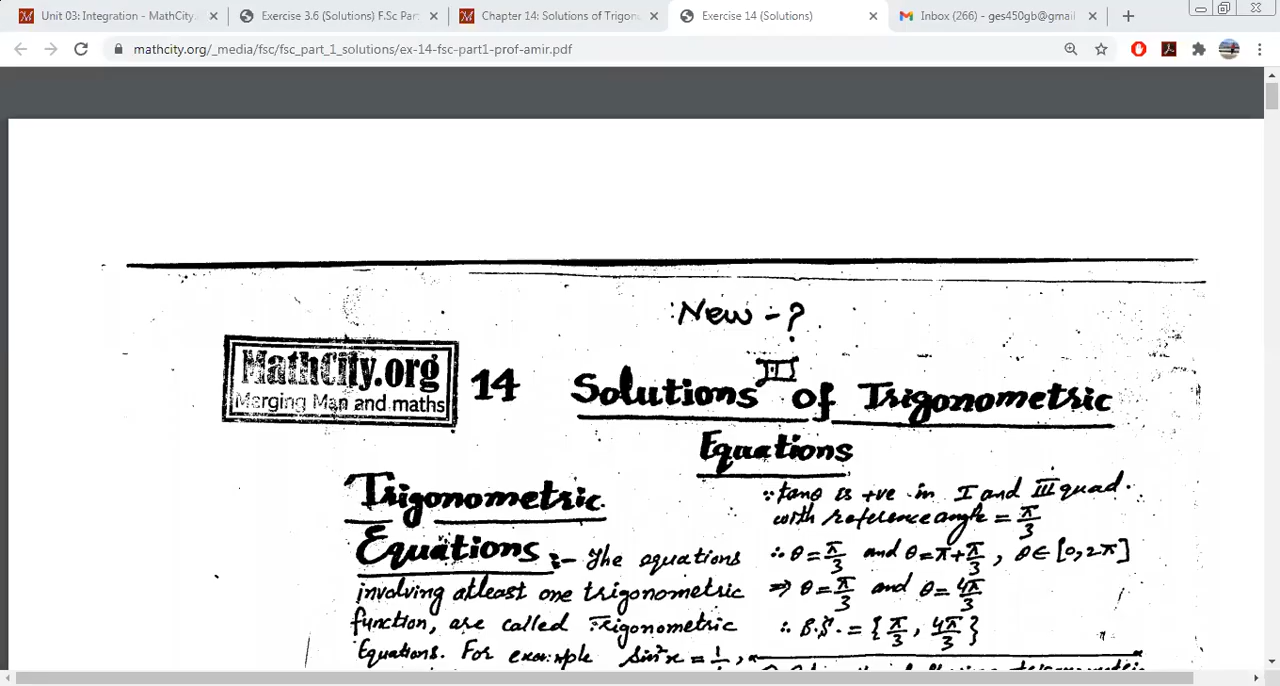 Unit 03: Integration - MathCity.
Exercise 3.6 (Solutions) F.Sc Par
Chapter 14: Solutions of Trigon
Exercise 14 (Solutions)
Inbox (266) - ges450gb@gmail
mathcity.org/_media/fsc/fsc_part_1_solutions/ex-14-fsc-part1-prof-amir.pdf
New - ?
MathCity.org
Merging Man and maths
14
III
Solutions of Trigonometric
Equations
Trigonometric
Equations :- The equations
involving atleast one trigonometric
function, are called Trigonometric
Equations. For example sin²x =
∵ tanθ is +ve in I and III quad.
with reference angle = π/3
∴ θ = π/3 and θ = π + π/3, θ ∈ [0, 2π]
⇒ θ = π/3 and θ = 4π/3
∴ S.S. = {π/3, 4π/3}